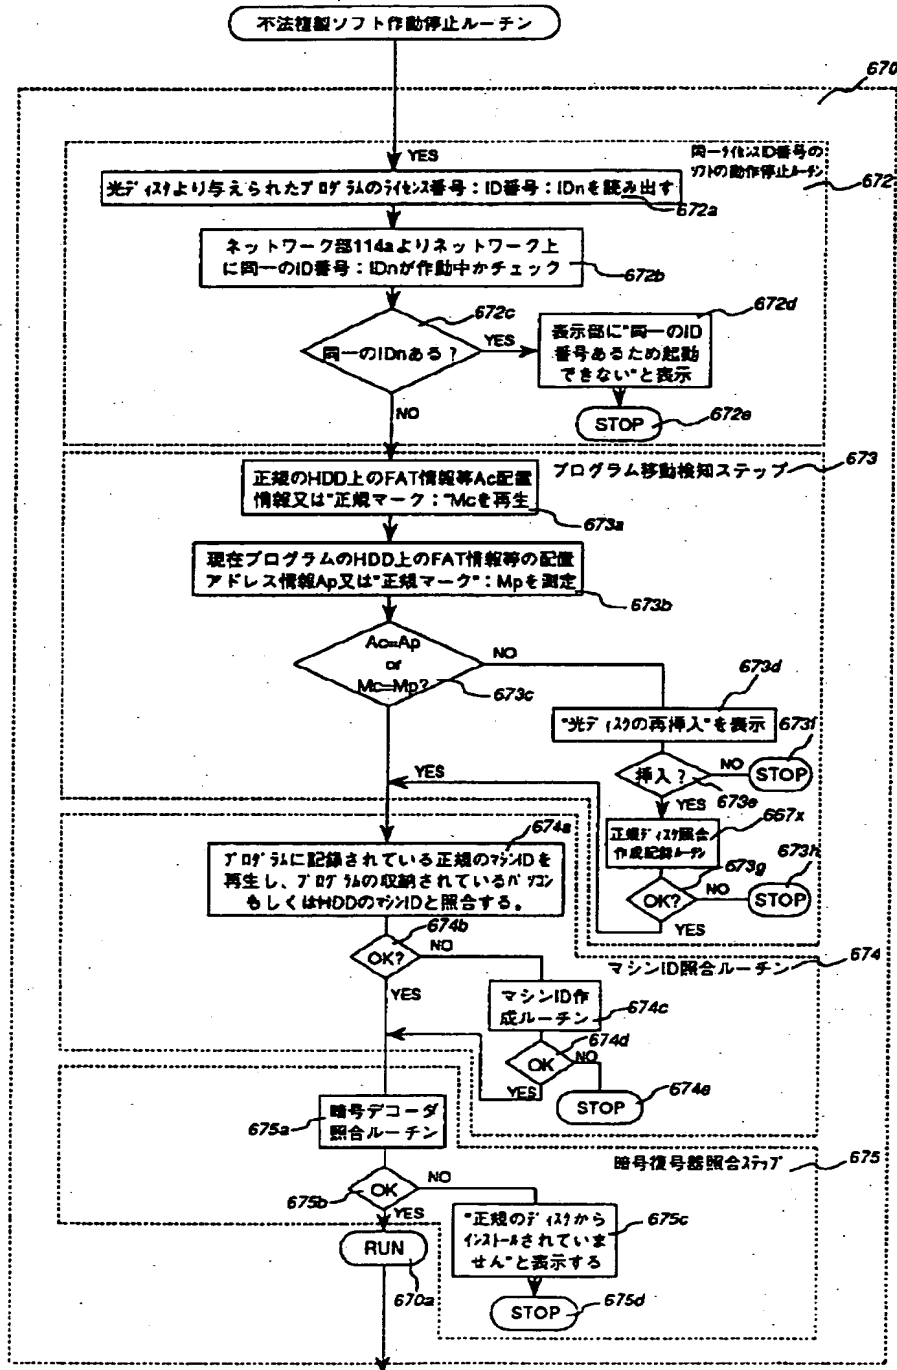 不法複製ソフト作動停止ルーチン
670
YES
同一ライセンスID番号の
ソフトの動作停止ルーチン
672
光ディスクより与えられたプログラムのライセンス番号：ID番号：IDnを読み出す
672a
ネットワーク部114aよりネットワーク上
に同一のID番号：IDnが作動中かチェック
672b
672c
同一のIDnある？
YES
672d
表示部に"同一のID
番号あるため起動
できない"と表示
NO
STOP
672e
プログラム移動検知ステップ
673
正規のHDD上のFAT情報等Ac配置
情報又は"正規マーク："Mcを再生
673a
現在プログラムのHDD上のFAT情報等の配置
アドレス情報Ap又は"正規マーク"：Mpを測定
673b
Ac=Ap
or
Mc=Mp?
673c
NO
673d
"光ディスクの再挿入"を表示
673f
YES
挿入？
NO
STOP
673e
YES
667x
正規ディスク照合
作成記録ルーチン
673g
673h
OK?
NO
STOP
YES
674a
プログラムに記録されている正規のマシンIDを
再生し、プログラムの収納されているパソコン
もしくはHDDのマシンIDと照合する。
674b
OK?
NO
マシンID照合ルーチン
674
YES
マシンID作
成ルーチン
674c
674d
OK
NO
YES
STOP
674e
675a
暗号デコーダ
照合ルーチン
暗号復号器照合ステップ
675
675b
OK
NO
YES
"正規のディスクから
インストールされていま
せん"と表示する
675c
RUN
670a
STOP
675d